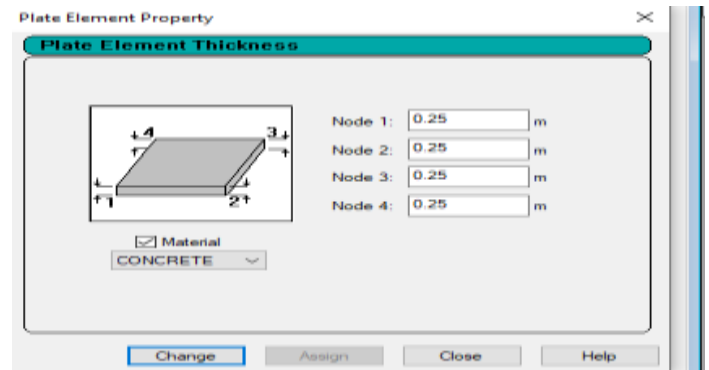 Plate Element Property
Plate Element Thickness
4 3
1 2
Node 1: 0.25 m
Node 2: 0.25 m
Node 3: 0.25 m
Node 4: 0.25 m
Material
CONCRETE
Change Assign Close Help